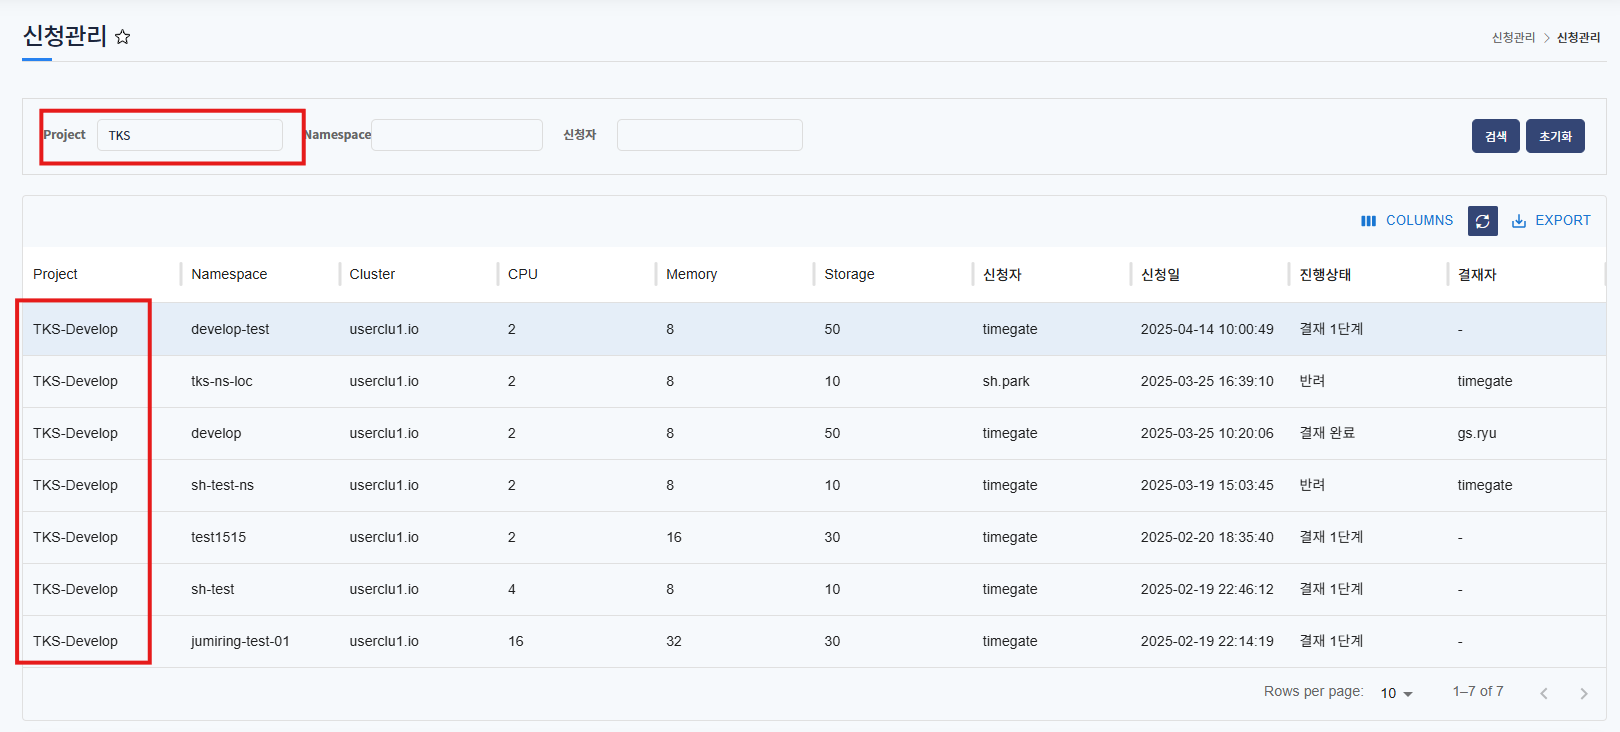 신청관리
신청관리 > 신청관리
Project TKS Namespace 신청자 검색 초기화
COLUMNS EXPORT
Project Namespace Cluster CPU Memory Storage 신청자 신청일 진행상태 결재자
TKS-Develop develop-test userclu1.io 2 8 50 timegate 2025-04-14 10:00:49 결재 1단계 -
TKS-Develop tks-ns-loc userclu1.io 2 8 10 sh.park 2025-03-25 16:39:10 반려 timegate
TKS-Develop develop userclu1.io 2 8 50 timegate 2025-03-25 10:20:06 결재 완료 gs.ryu
TKS-Develop sh-test-ns userclu1.io 2 8 10 timegate 2025-03-19 15:03:45 반려 timegate
TKS-Develop test1515 userclu1.io 2 16 30 timegate 2025-02-20 18:35:40 결재 1단계 -
TKS-Develop sh-test userclu1.io 4 8 10 timegate 2025-02-19 22:46:12 결재 1단계 -
TKS-Develop jumiring-test-01 userclu1.io 16 32 30 timegate 2025-02-19 22:14:19 결재 1단계 -
Rows per page: 10 1–7 of 7